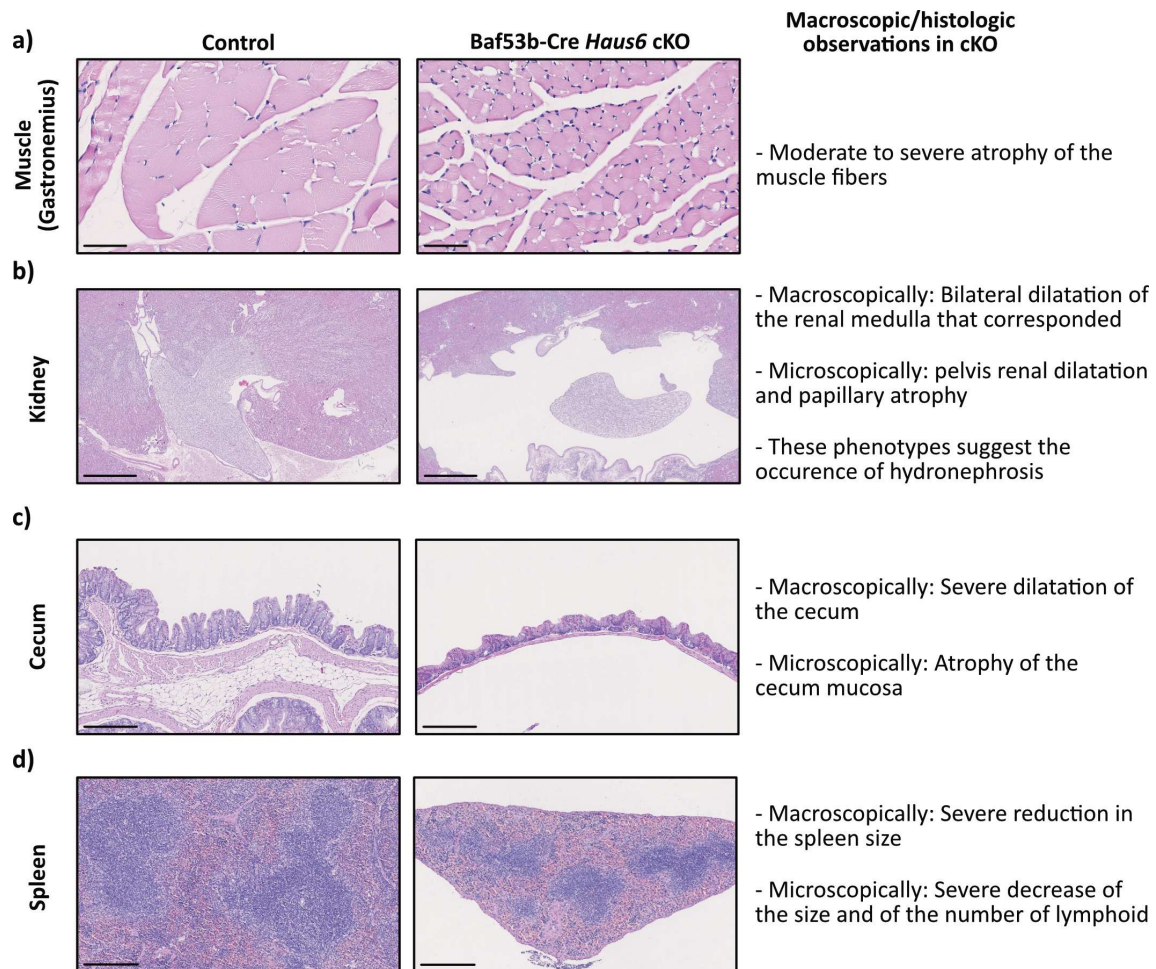 a)
Control
Baf53b-Cre Haus6 cKO
Macroscopic/histologic
observations in cKO
Muscle
(Gastronemius)
- Moderate to severe atrophy of the
muscle fibers
b)
Kidney
- Macroscopically: Bilateral dilatation of
the renal medulla that corresponded
- Microscopically: pelvis renal dilatation
and papillary atrophy
- These phenotypes suggest the
occurence of hydronephrosis
c)
Cecum
- Macroscopically: Severe dilatation of
the cecum
- Microscopically: Atrophy of the
cecum mucosa
d)
Spleen
- Macroscopically: Severe reduction in
the spleen size
- Microscopically: Severe decrease of
the size and of the number of lymphoid